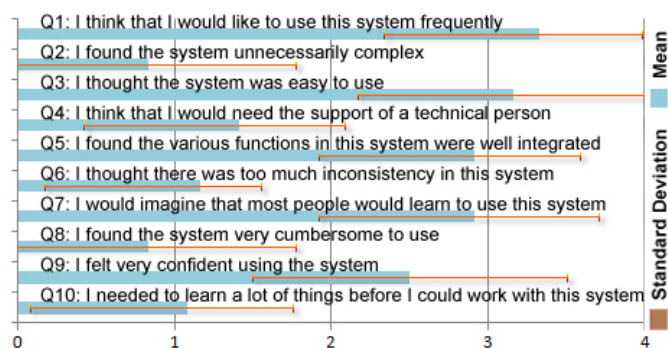 Q1: I think that I would like to use this system frequently
Q2: I found the system unnecessarily complex
Q3: I thought the system was easy to use
Q4: I think that I would need the support of a technical person
Q5: I found the various functions in this system were well integrated
Q6: I thought there was too much inconsistency in this system
Q7: I would imagine that most people would learn to use this system
Q8: I found the system very cumbersome to use
Q9: I felt very confident using the system
Q10: I needed to learn a lot of things before I could work with this system
0 1 2 3 4
Mean
Standard Deviation